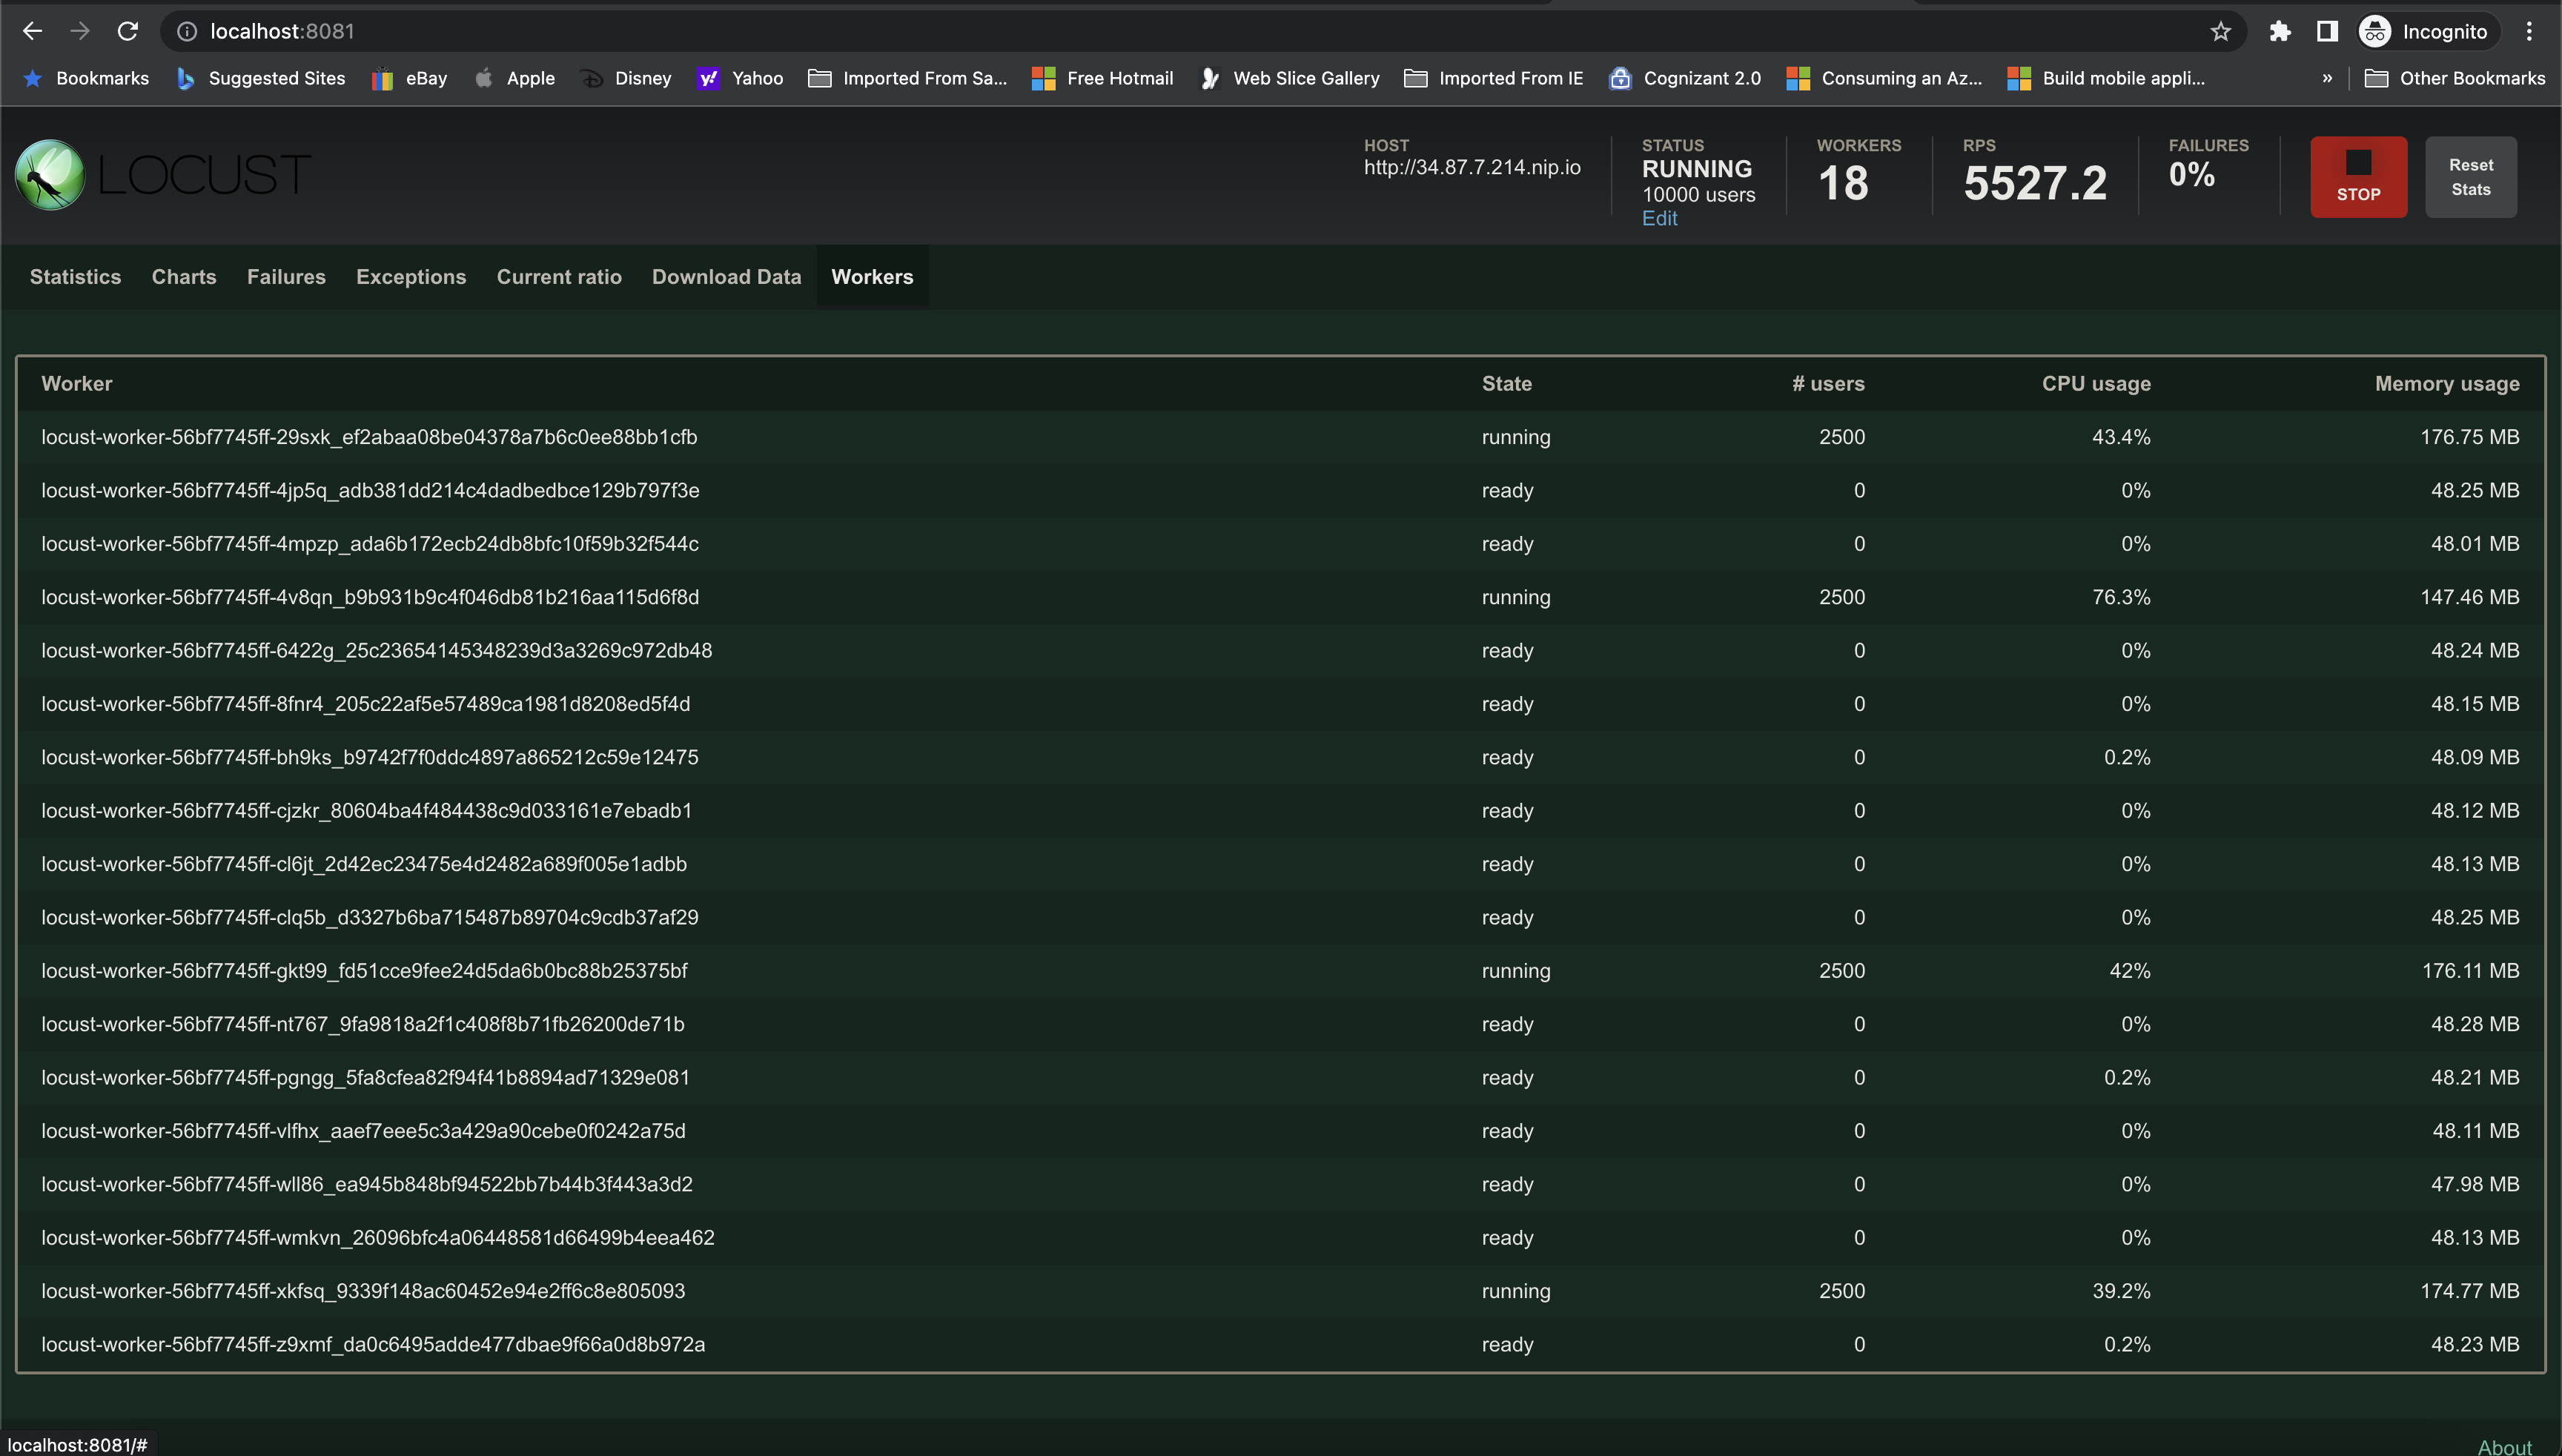 localhost:8081
Incognito
Bookmarks Suggested Sites eBay Apple Disney Yahoo Imported From Sa... Free Hotmail Web Slice Gallery Imported From IE Cognizant 2.0 Consuming an Az... Build mobile appli... » Other Bookmarks
LOCUST
HOST
http://34.87.7.214.nip.io
STATUS
RUNNING
10000 users
Edit
WORKERS
18
RPS
5527.2
FAILURES
0%
STOP
Reset
Stats
Statistics Charts Failures Exceptions Current ratio Download Data Workers
Worker State # users CPU usage Memory usage
locust-worker-56bf7745ff-29sxk_ef2abaa08be04378a7b6c0ee88bb1cfb running 2500 43.4% 176.75 MB
locust-worker-56bf7745ff-4jp5q_adb381dd214c4dadbedbce129b797f3e ready 0 0% 48.25 MB
locust-worker-56bf7745ff-4mpzp_ada6b172ecb24db8bfc10f59b32f544c ready 0 0% 48.01 MB
locust-worker-56bf7745ff-4v8qn_b9b931b9c4f046db81b216aa115d6f8d running 2500 76.3% 147.46 MB
locust-worker-56bf7745ff-6422g_25c23654145348239d3a3269c972db48 ready 0 0% 48.24 MB
locust-worker-56bf7745ff-8fnr4_205c22af5e57489ca1981d8208ed5f4d ready 0 0% 48.15 MB
locust-worker-56bf7745ff-bh9ks_b9742f7f0ddc4897a865212c59e12475 ready 0 0.2% 48.09 MB
locust-worker-56bf7745ff-cjzkr_80604ba4f484438c9d033161e7ebadb1 ready 0 0% 48.12 MB
locust-worker-56bf7745ff-cl6jt_2d42ec23475e4d2482a689f005e1adbb ready 0 0% 48.13 MB
locust-worker-56bf7745ff-clq5b_d3327b6ba715487b89704c9cdb37af29 ready 0 0% 48.25 MB
locust-worker-56bf7745ff-gkt99_fd51cce9fee24d5da6b0bc88b25375bf running 2500 42% 176.11 MB
locust-worker-56bf7745ff-nt767_9fa9818a2f1c408f8b71fb26200de71b ready 0 0% 48.28 MB
locust-worker-56bf7745ff-pgngg_5fa8cfea82f94f41b8894ad71329e081 ready 0 0.2% 48.21 MB
locust-worker-56bf7745ff-vlfhx_aaef7eee5c3a429a90cebe0f0242a75d ready 0 0% 48.11 MB
locust-worker-56bf7745ff-wll86_ea945b848bf94522bb7b44b3f443a3d2 ready 0 0% 47.98 MB
locust-worker-56bf7745ff-wmkvn_26096bfc4a06448581d66499b4eea462 ready 0 0% 48.13 MB
locust-worker-56bf7745ff-xkfsq_9339f148ac60452e94e2ff6c8e805093 running 2500 39.2% 174.77 MB
locust-worker-56bf7745ff-z9xmf_da0c6495adde477dbae9f66a0d8b972a ready 0 0.2% 48.23 MB
localhost:8081/#
About